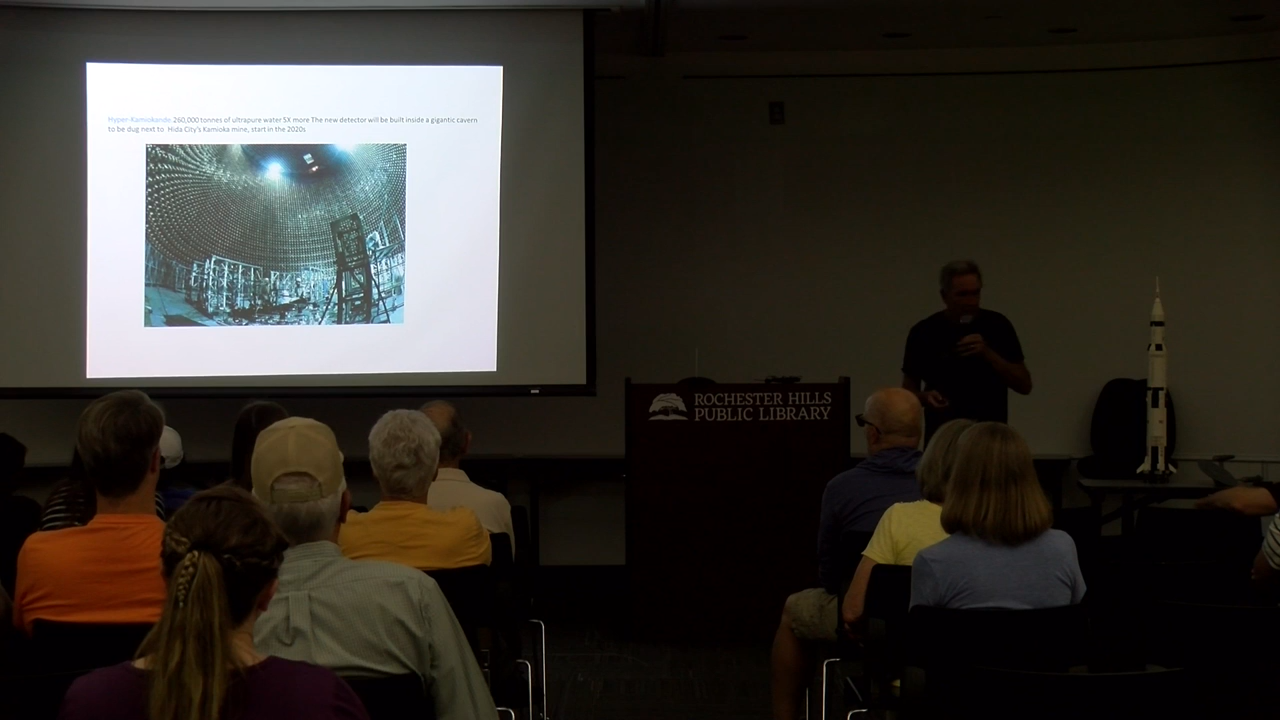 Hyper-Kamiokande 260,000 tonnes of ultrapure water 5X more The new detector will be built inside a gigantic cavern
to be dug next to Hida City's Kamioka mine, start in the 2020s
ROCHESTER HILLS
PUBLIC LIBRARY